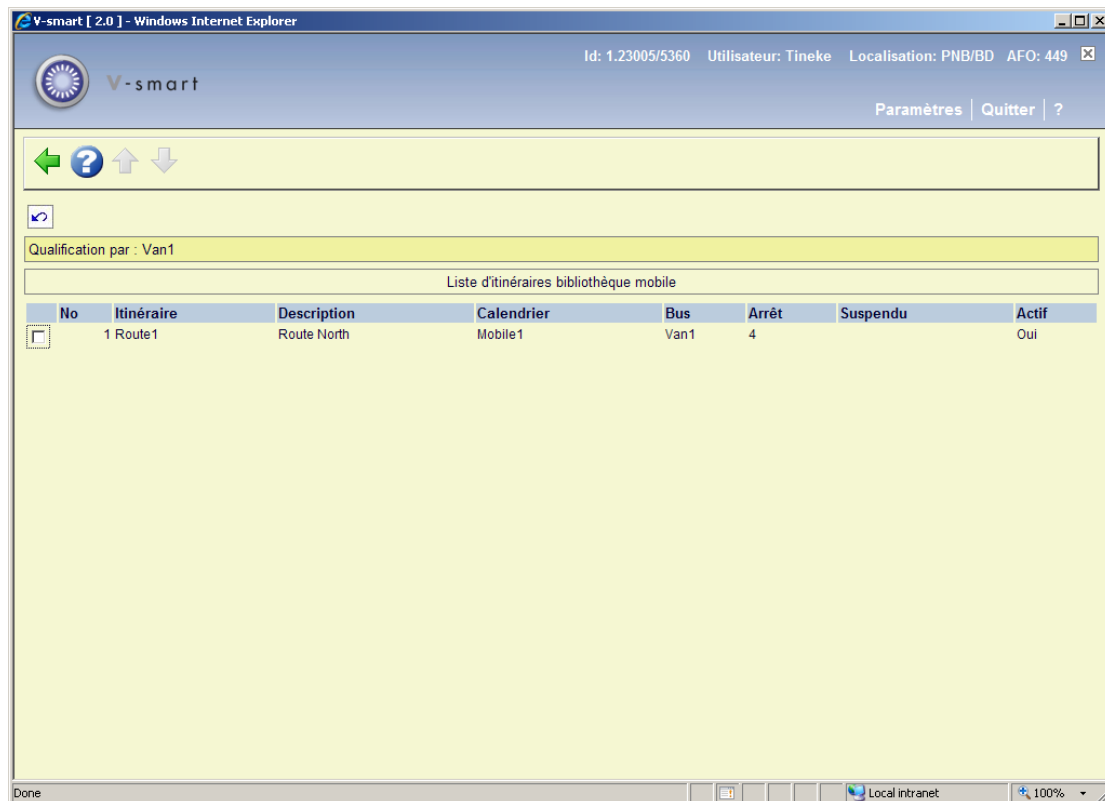 V-smart [ 2.0 ] - Windows Internet Explorer
Id: 1.23005/5360 Utilisateur: Tineke Localisation: PNB/BD AFO: 449
V-smart
Paramètres Quitter ?
Qualification par : Van1
Liste d'itinéraires bibliothèque mobile
No Itinéraire Description Calendrier Bus Arrêt Suspendu Actif
1 Route1 Route North Mobile1 Van1 4 Oui
Done Local intranet 100%